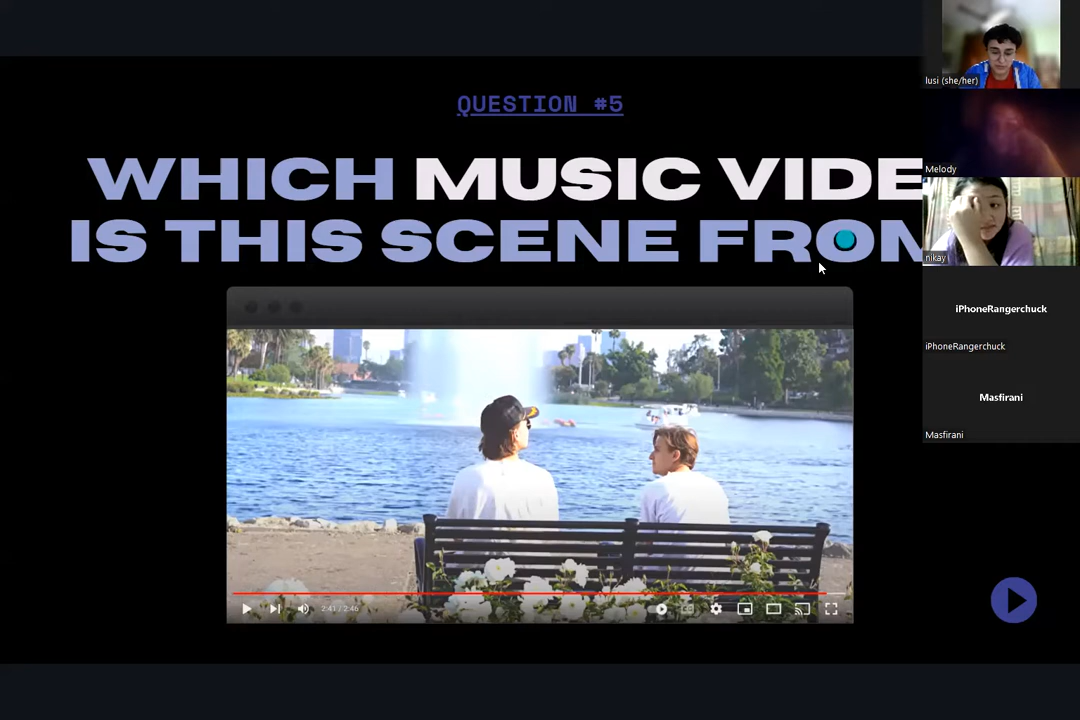 QUESTION #5
WHICH MUSIC VIDE
IS THIS SCENE FROM
2:41 / 2:46
lusi (she/her)
Melody
nikay
iPhoneRangerchuck
iPhoneRangerchuck
Masfirani
Masfirani